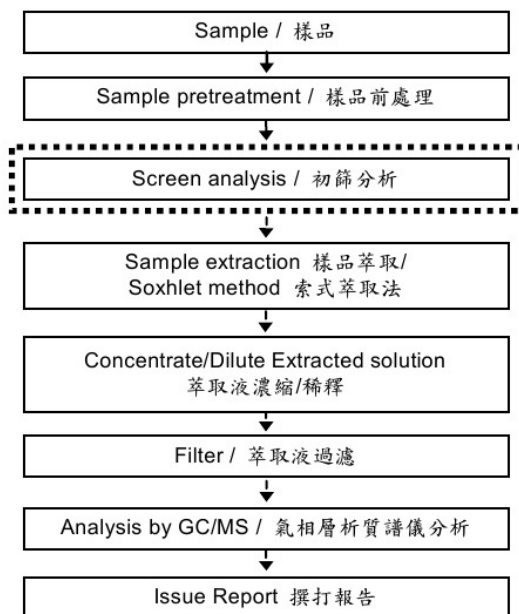 Sample / 樣品
Sample pretreatment / 樣品前處理
Screen analysis / 初篩分析
Sample extraction 樣品萃取/
Soxhlet method 索式萃取法
Concentrate/Dilute Extracted solution
萃取液濃縮/稀釋
Filter / 萃取液過濾
Analysis by GC/MS / 氣相層析質譜儀分析
Issue Report 撰打報告